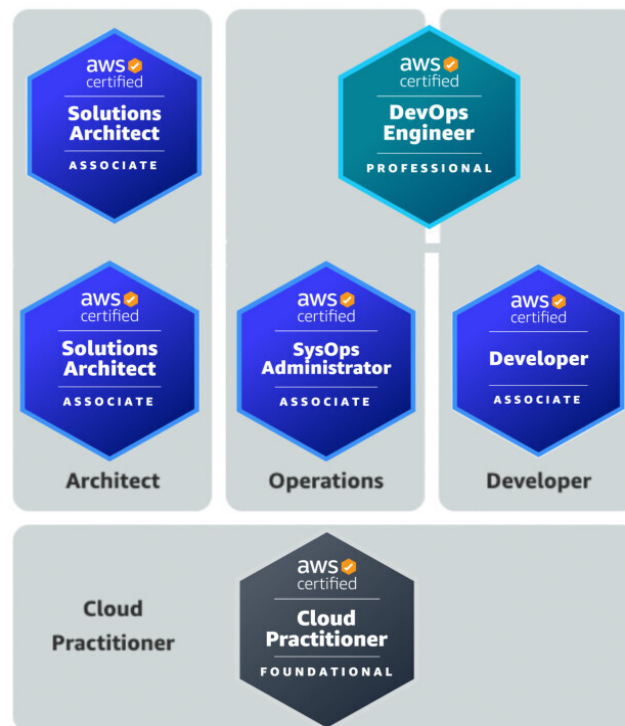 aws
certified
Solutions
Architect
ASSOCIATE
aws
certified
DevOps
Engineer
PROFESSIONAL
aws
certified
Solutions
Architect
ASSOCIATE
aws
certified
SysOps
Administrator
ASSOCIATE
aws
certified
Developer
ASSOCIATE
Architect
Operations
Developer
Cloud
Practitioner
aws
certified
Cloud
Practitioner
FOUNDATIONAL